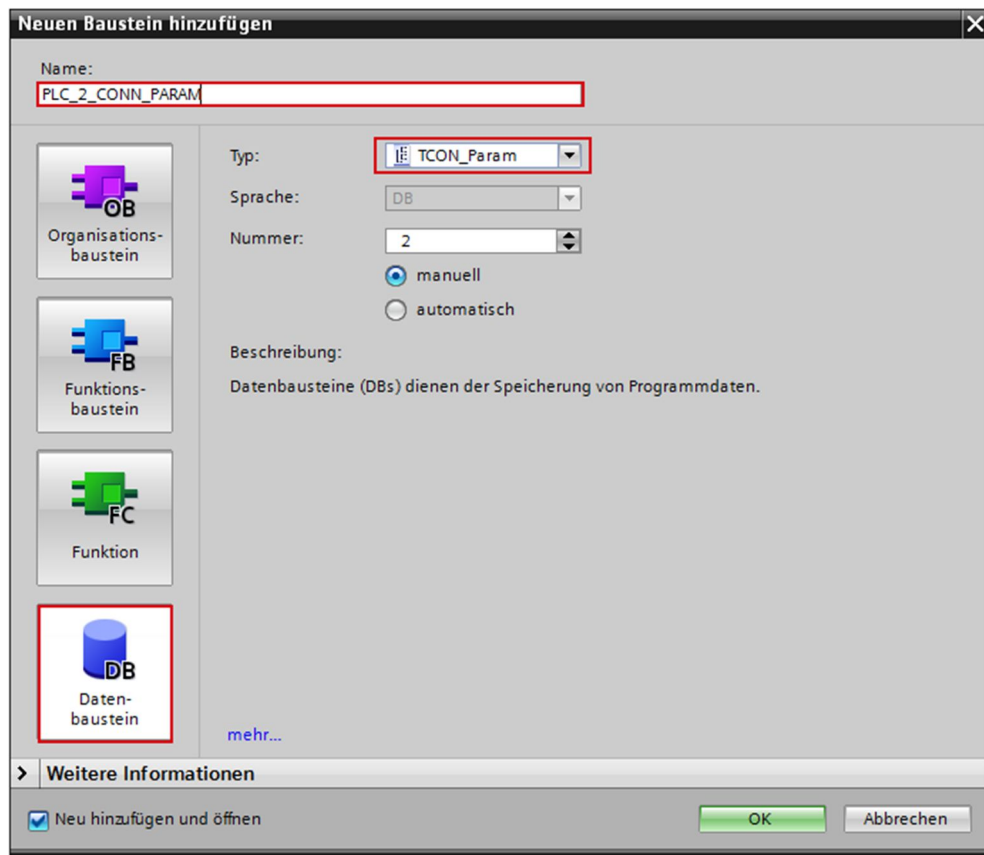 Neuen Baustein hinzufügen
Name:
PLC_2_CONN_PARAM
OB
Organisations-
baustein
FB
Funktions-
baustein
FC
Funktion
DB
Daten-
baustein
Typ:
TCON_Param
Sprache:
DB
Nummer:
2
manuell
automatisch
Beschreibung:
Datenbausteine (DBs) dienen der Speicherung von Programmdaten.
mehr...
Weitere Informationen
Neu hinzufügen und öffnen
OK
Abbrechen